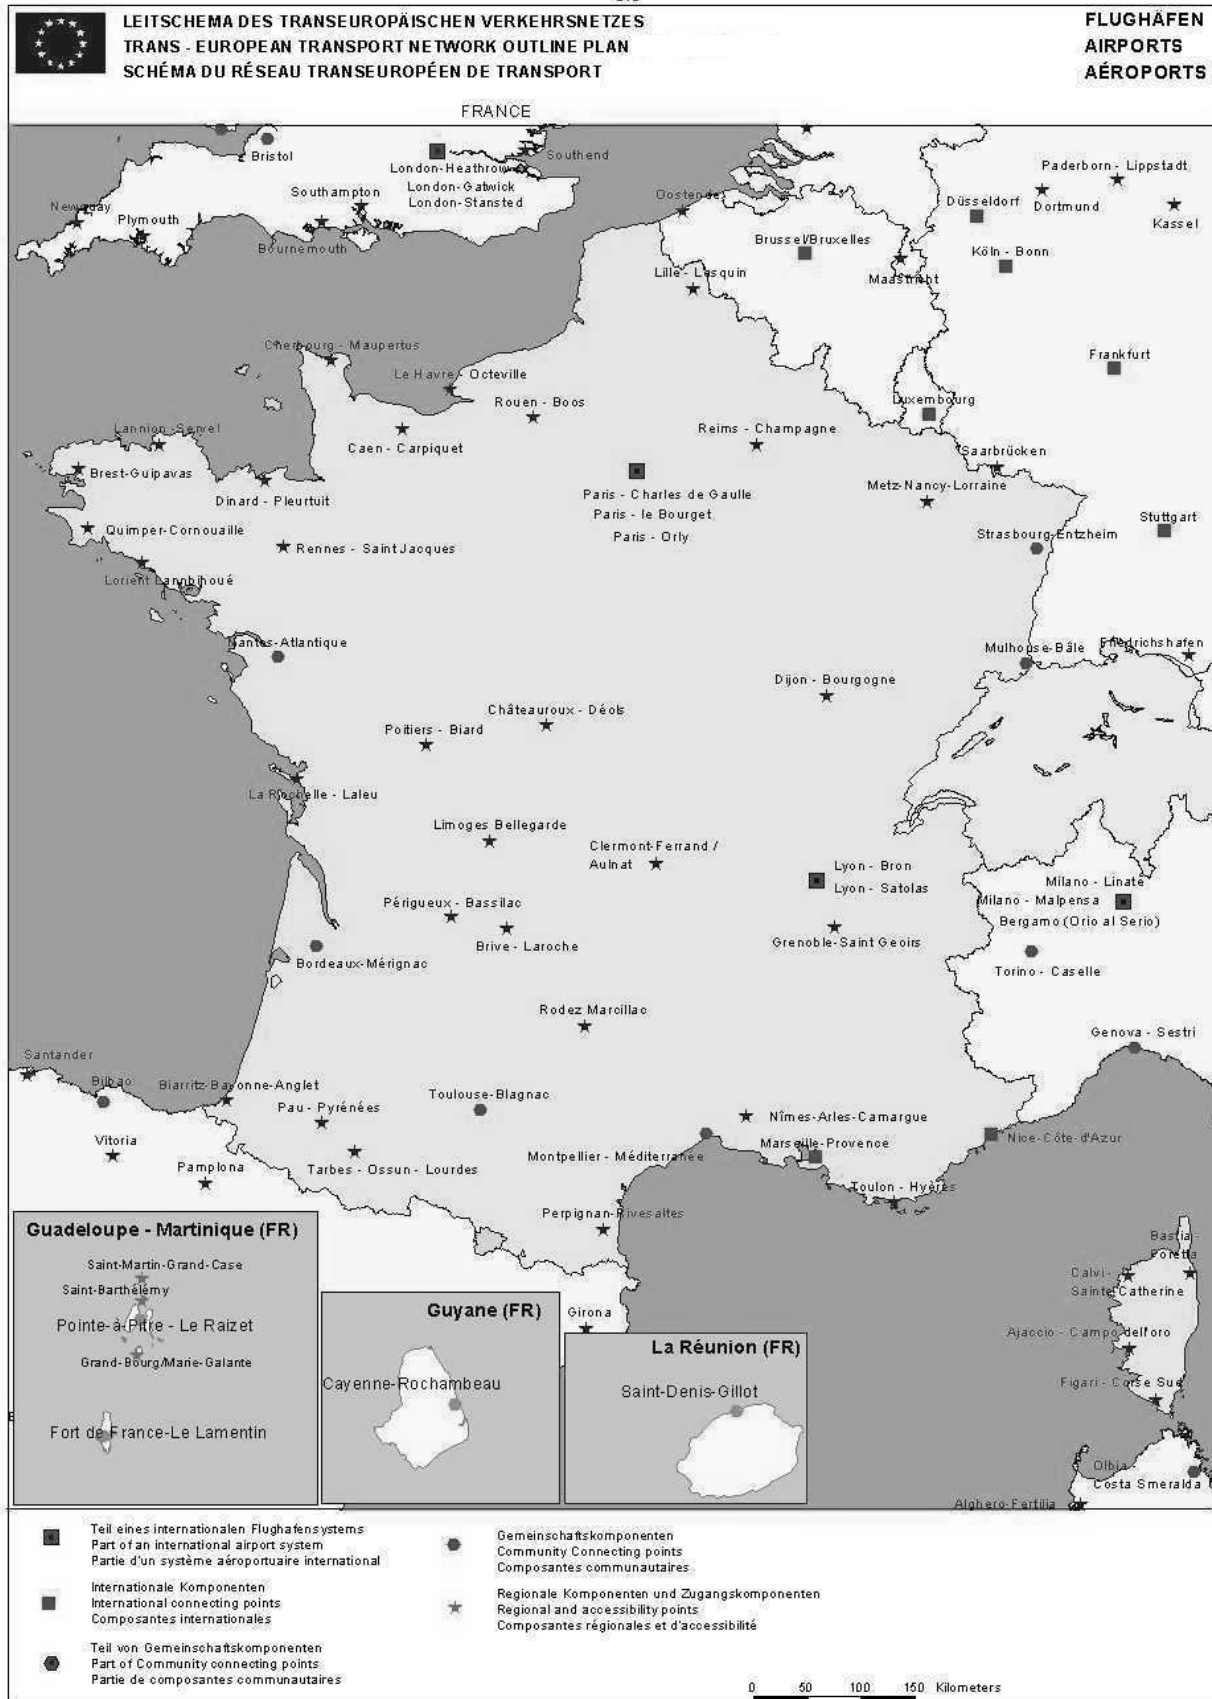 LEITSCHEMA DES TRANSEUROPÄISCHEN VERKEHRSNETZES
TRANS - EUROPEAN TRANSPORT NETWORK OUTLINE PLAN
SCHÉMA DU RÉSEAU TRANSEUROPÉEN DE TRANSPORT
FLUGHÄFEN
AIRPORTS
AÉROPORTS
FRANCE
Bristol
London-Heathrow
London-Gatwick
London-Stansted
Southend
Southampton
Newquay
Plymouth
Bournemouth
Oostende
Paderborn - Lippstadt
Dortmund
Düsseldorf
Kassel
Brussel/Bruxelles
Köln - Bonn
Maastricht
Lille - Lesquin
Cherbourg - Maupertus
Le Havre - Octeville
Rouen - Boos
Frankfurt
Luxembourg
Lannion - Servel
Caen - Carpiquet
Reims - Champagne
Saarbrücken
Brest-Guipavas
Dinard - Pleurtuit
Paris - Charles de Gaulle
Paris - le Bourget
Paris - Orly
Metz-Nancy-Lorraine
Quimper-Cornouaille
Rennes - Saint Jacques
Stuttgart
Strasbourg-Entzheim
Lorient Lannbihoué
Nantes-Atlantique
Mulhouse-Bâle
Friedrichshafen
Dijon - Bourgogne
Châteauroux - Déols
Poitiers - Biard
La Rochelle - Laleu
Limoges Bellegarde
Clermont-Ferrand /
Aulnat
Lyon - Bron
Lyon - Satolas
Milano - Linate
Milano - Malpensa
Bergamo (Orio al Serio)
Périgueux - Bassilac
Brive - Laroche
Grenoble-Saint Geoirs
Bordeaux-Mérignac
Torino - Caselle
Rodez Marcillac
Genova - Sestri
Santander
Bilbao
Biarritz-Bayonne-Anglet
Pau - Pyrénées
Toulouse-Blagnac
Nîmes-Arles-Camargue
Nice-Côte-d'Azur
Vitoria
Marseille-Provence
Pamplona
Tarbes - Ossun - Lourdes
Montpellier - Méditerranée
Toulon - Hyères
Perpignan-Rivesaltes
Guadeloupe - Martinique (FR)
Saint-Martin-Grand-Case
Saint-Barthélémy
Pointe-à-Pitre - Le Raizet
Grand-Bourg/Marie-Galante
Fort de France-Le Lamentin
Guyane (FR)
Cayenne-Rochambeau
Girona
La Réunion (FR)
Saint-Denis-Gillot
Bastia -
Poretta
Calvi -
Sainte Catherine
Ajaccio - Campo dell'oro
Figari - Corse Sud
Olbia -
Costa Smeralda
Alghero-Fertilia
Teil eines internationalen Flughafensystems
Part of an international airport system
Partie d'un système aéroportuaire international
Internationale Komponenten
International connecting points
Composantes internationales
Teil von Gemeinschaftskomponenten
Part of Community connecting points
Partie de composantes communautaires
Gemeinschaftskomponenten
Community Connecting points
Composantes communautaires
Regionale Komponenten und Zugangskomponenten
Regional and accessibility points
Composantes régionales et d'accessibilité
0 50 100 150 Kilometers